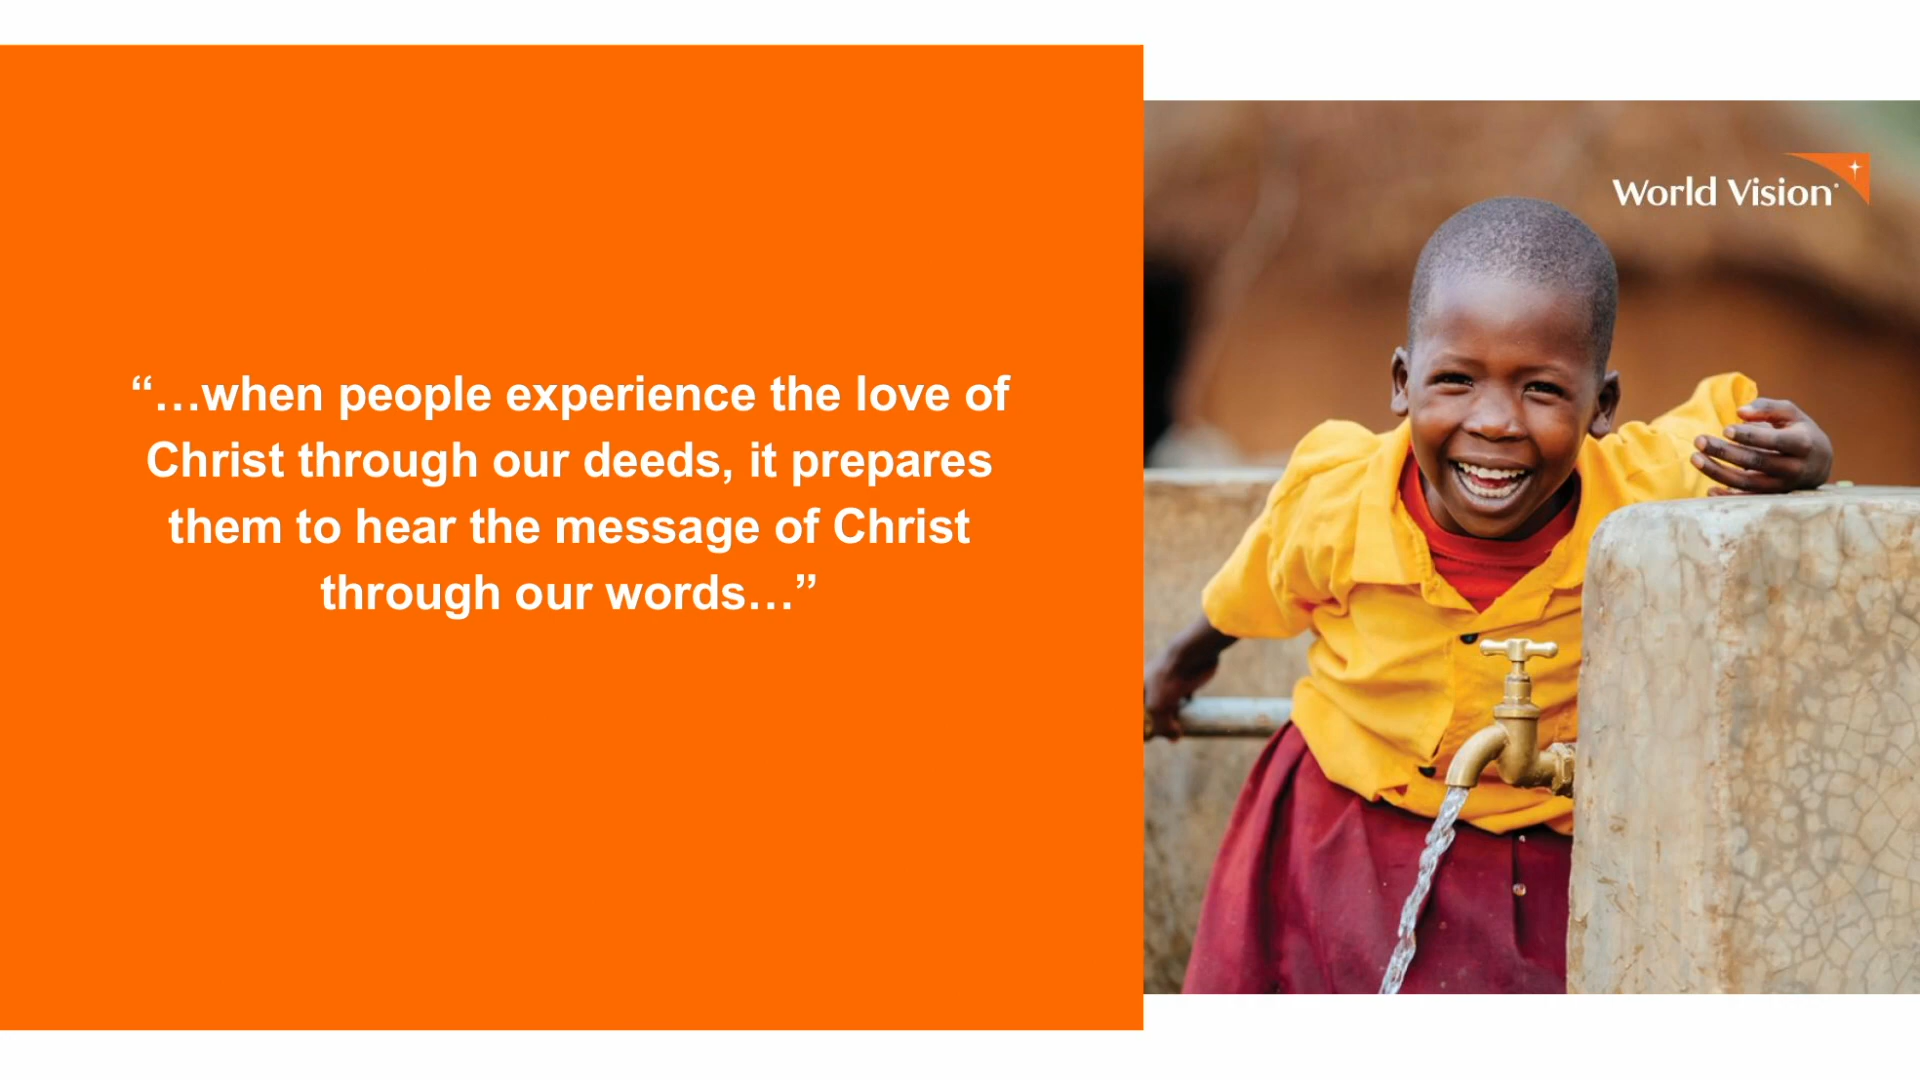 “…when people experience the love of
Christ through our deeds, it prepares
them to hear the message of Christ
through our words…”
World Vision